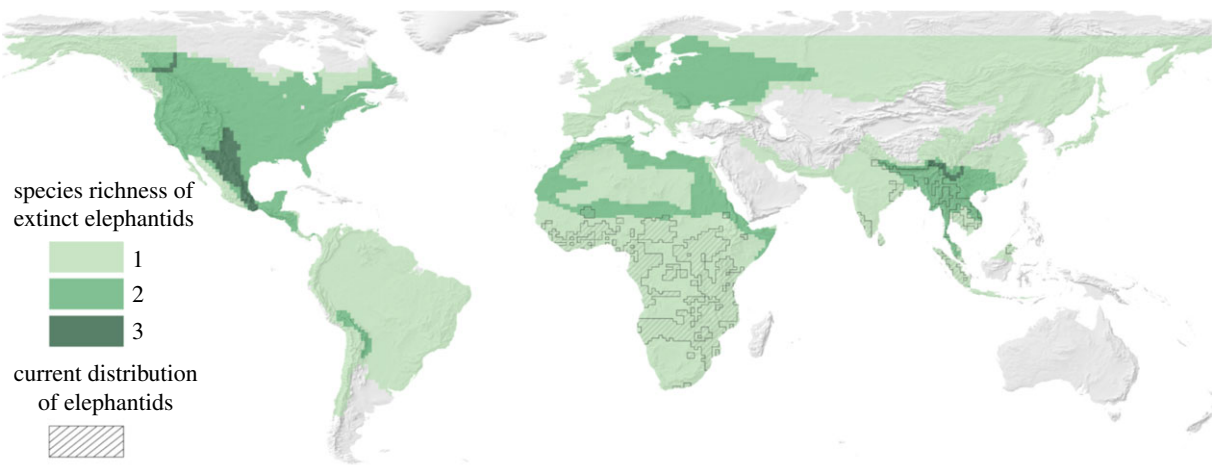 species richness of
extinct elephantids
1
2
3
current distribution
of elephantids